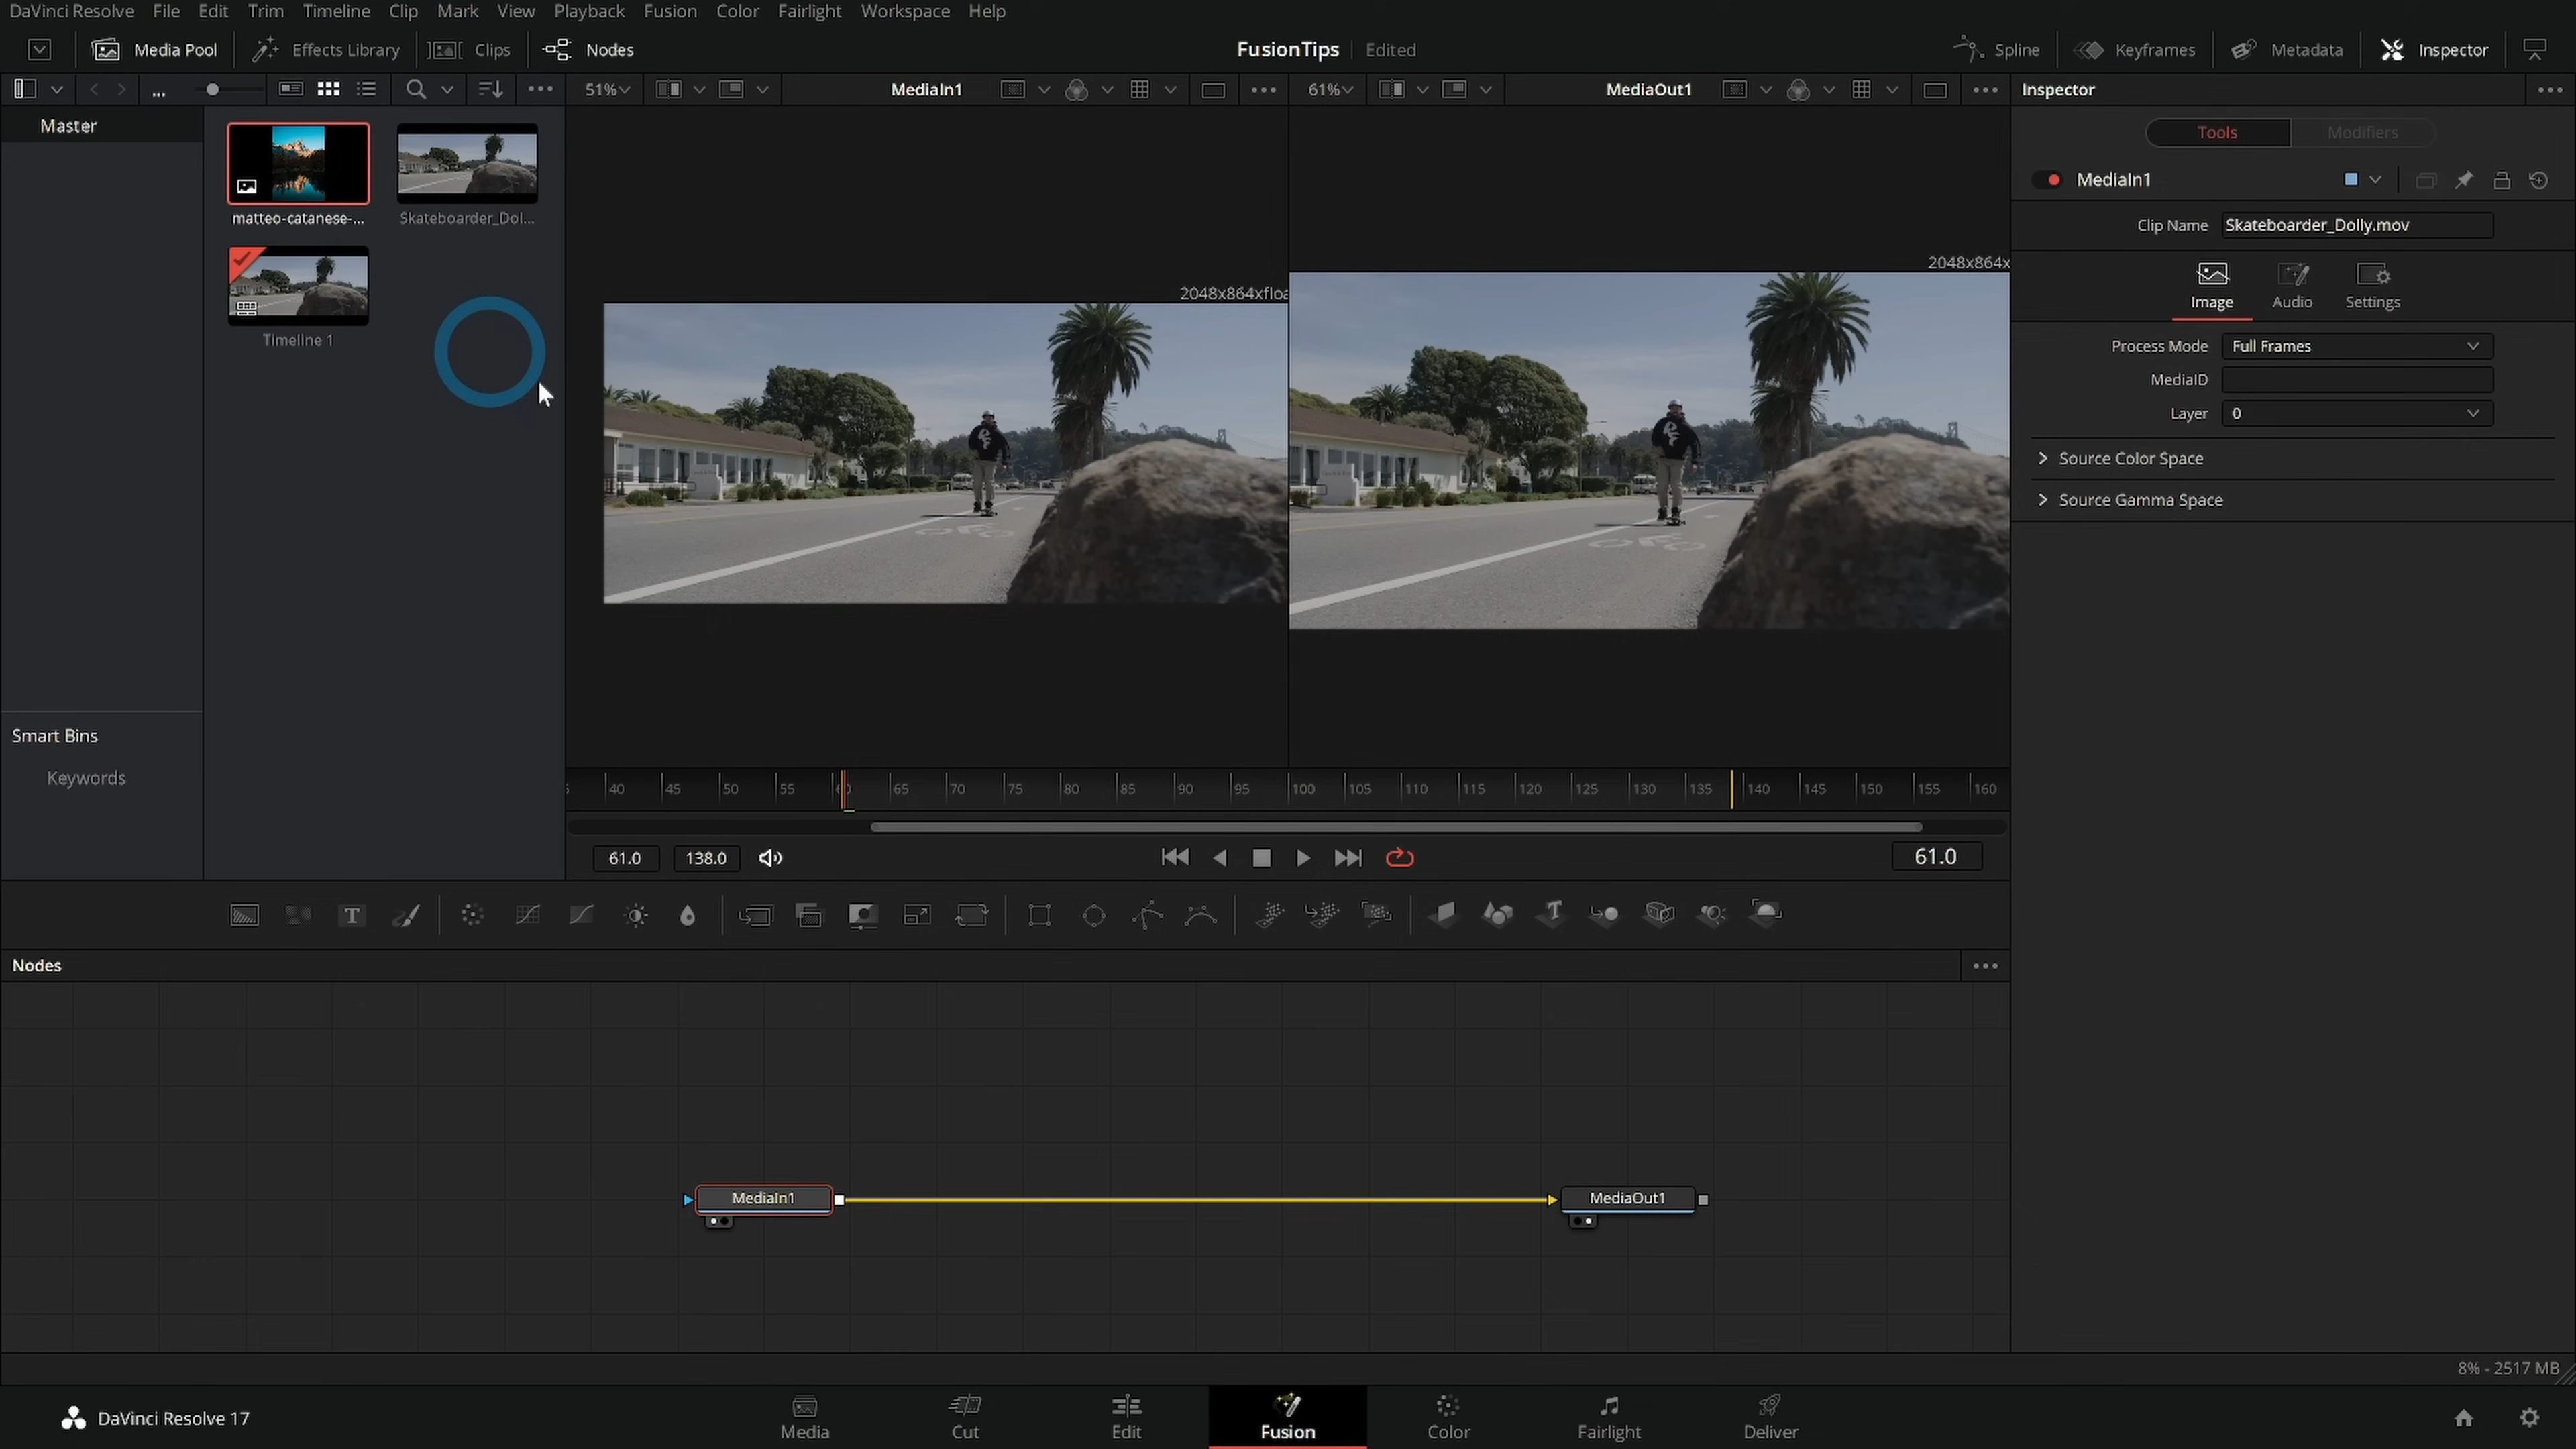 DaVinci Resolve File Edit Trim Timeline Clip Mark View Playback Fusion Color Fairlight Workspace Help
Media Pool Effects Library Clips Nodes FusionTips Edited Spline Keyframes Metadata Inspector
... 51% MediaIn1 61% MediaOut1 Inspector
Master
Tools Modifiers
matteo-catanese-...
Skateboarder_Dol...
Timeline 1
Smart Bins
Keywords
2048x864xfloa
2048x864x
MediaIn1
Clip Name Skateboarder_Dolly.mov
Image Audio Settings
Process Mode Full Frames
MediaID
Layer 0
Source Color Space
Source Gamma Space
40 45 50 55 60 65 70 75 80 85 90 95 100 105 110 115 120 125 130 135 140 145 150 155 160
61.0 138.0 61.0
T
Nodes
MediaIn1 MediaOut1
8% - 2517 MB
DaVinci Resolve 17
Media Cut Edit Fusion Color Fairlight Deliver